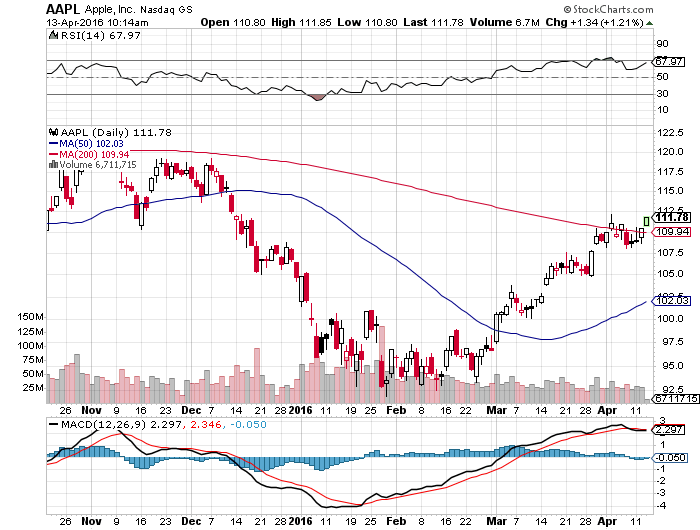 AAPL Apple, Inc. Nasdaq GS © StockCharts.com
13-Apr-2016 10:14am Open 110.80 High 111.85 Low 110.80 Last 111.78 Volume 6.7M Chg +1.34 (+1.21%)
RSI(14) 67.97
90
70
67.97
50
30
10
AAPL (Daily) 111.78
MA(50) 102.03
MA(200) 109.94
Volume 6,711,715
122.5
120.0
117.5
115.0
112.5
111.78
109.94
107.5
105.0
102.5
102.03
100.0
97.5
95.0
92.5
6711715
150M
125M
100M
75M
50M
25M
26 Nov 9 16 23 Dec 7 14 21 28 2016 11 19 25 Feb 8 16 22 Mar 7 14 21 28 Apr 11
MACD(12,26,9) 2.297, 2.346, -0.050
2.297
1
-0.050
-1
-2
-3
-4
26 Nov 9 16 23 Dec 7 14 21 28 2016 11 19 25 Feb 8 16 22 Mar 7 14 21 28 Apr 11